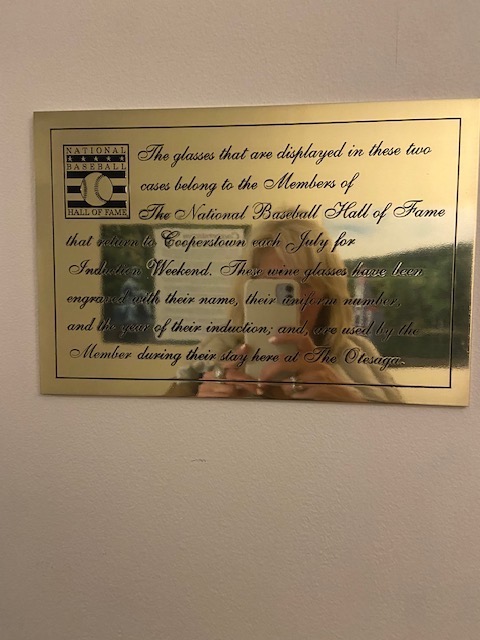 NATIONAL
BASEBALL
HALL OF FAME
The glasses that are displayed in these two
cases belong to the Members of
The National Baseball Hall of Fame
that return to Cooperstown each July for
Induction Weekend. These wine glasses have been
engraved with their name, their uniform number,
and the year of their induction; and, are used by the
Member during their stay here at The Otesaga.